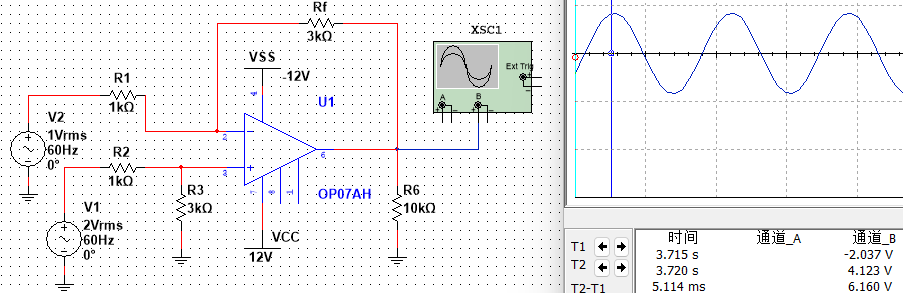 Rf
3kΩ
XSC1
Ext Trig
A
B
VSS
-12V
R1
1kΩ
U1
V2
1Vrms
60Hz
0°
R2
1kΩ
R3
3kΩ
OP07AH
R6
10kΩ
V1
2Vrms
60Hz
0°
VCC
12V
时间 通道_A 通道_B
T1 3.715 s -2.037 V
T2 3.720 s 4.123 V
T2-T1 5.114 ms 6.160 V